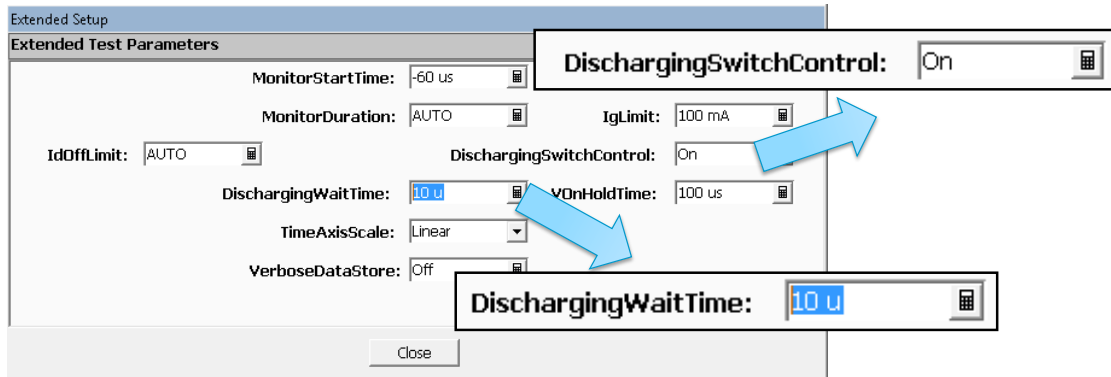 Extended Setup
Extended Test Parameters
DischargingSwitchControl: On
MonitorStartTime: -60 us
MonitorDuration: AUTO IgLimit: 100 mA
IdOffLimit: AUTO DischargingSwitchControl: On
DischargingWaitTime: 10 u VOnHoldTime: 100 us
TimeAxisScale: Linear
VerboseDataStore: Off
DischargingWaitTime: 10 u
Close